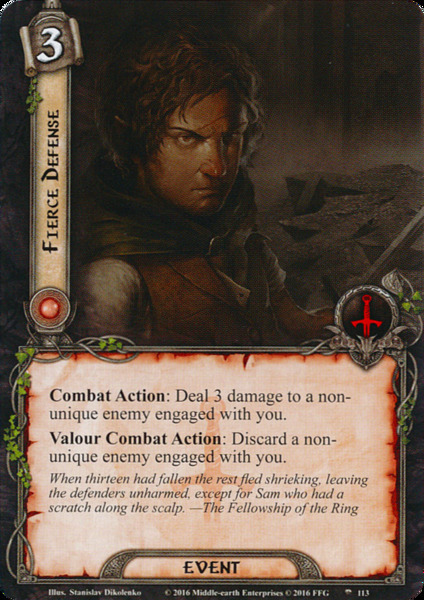 3
FIERCE DEFENSE
Combat Action: Deal 3 damage to a non-
unique enemy engaged with you.
Valour Combat Action: Discard a non-
unique enemy engaged with you.
When thirteen had fallen the rest fled shrieking, leaving
the defenders unharmed, except for Sam who had a
scratch along the scalp. —The Fellowship of the Ring
EVENT
Illus. Stanislav Dikolenko © 2016 Middle-earth Enterprises © 2016 FFG 113